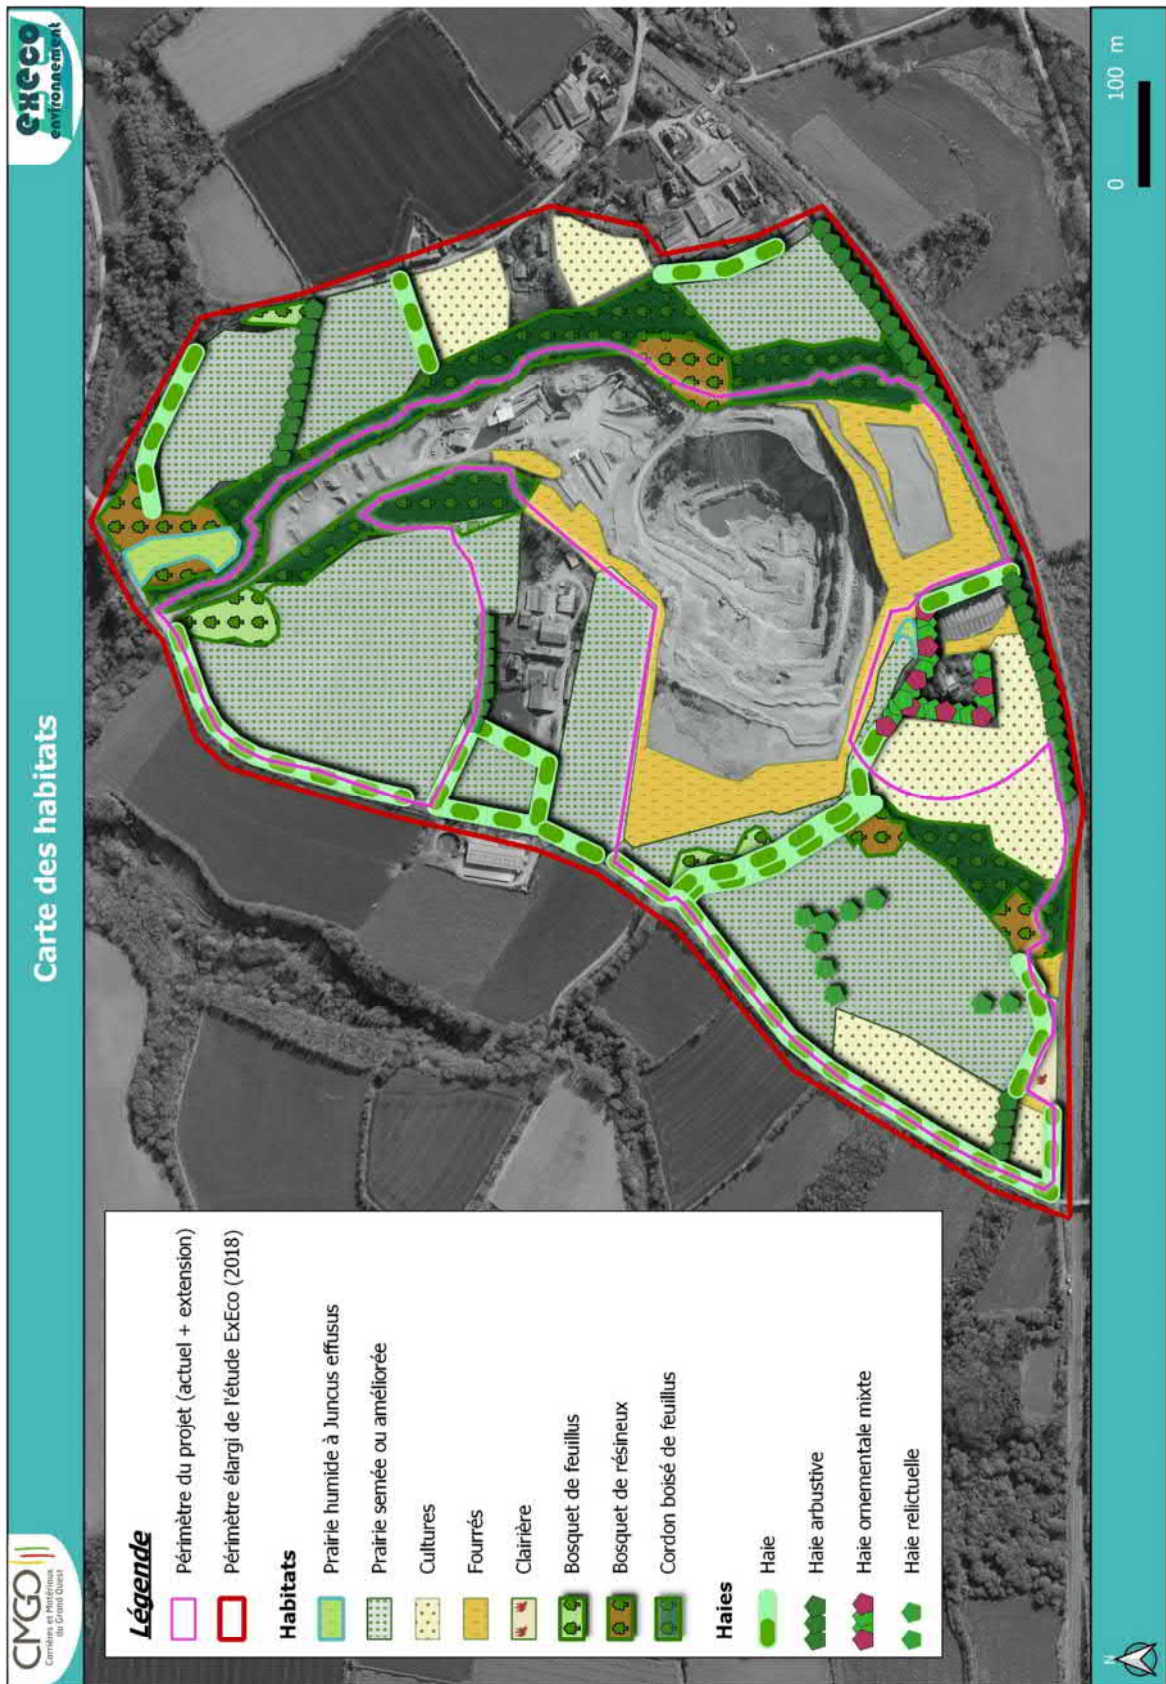 CMGO
Carrières et Matériaux
du Grand Ouest
Carte des habitats
execo
environnement
Légende
Périmètre du projet (actuel + extension)
Périmètre élargi de l'étude ExEco (2018)
Habitats
Prairie humide à Juncus effusus
Prairie semée ou améliorée
Cultures
Fourrés
Clairière
Bosquet de feuillus
Bosquet de résineux
Cordon boisé de feuillus
Haies
Haie
Haie arbustive
Haie ornementale mixte
Haie relictuelle
N
0 100 m